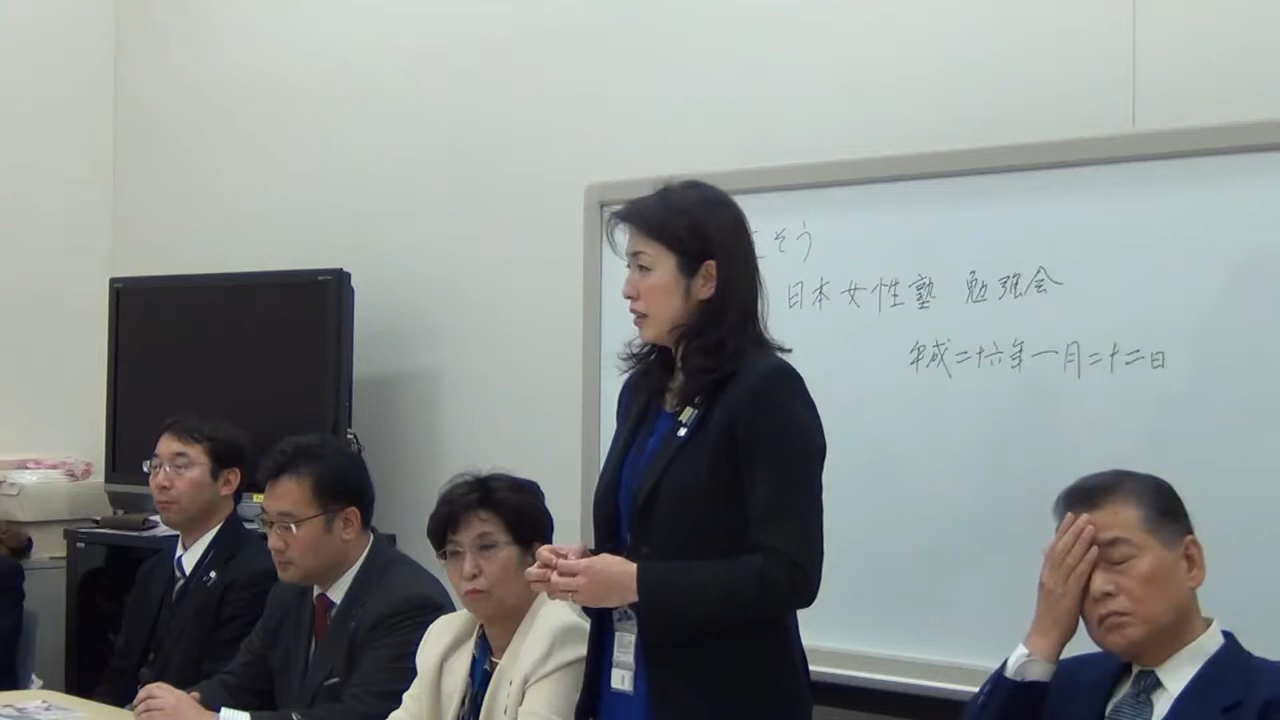 そう
日本女性塾 勉強会
平成二十六年一月二十二日